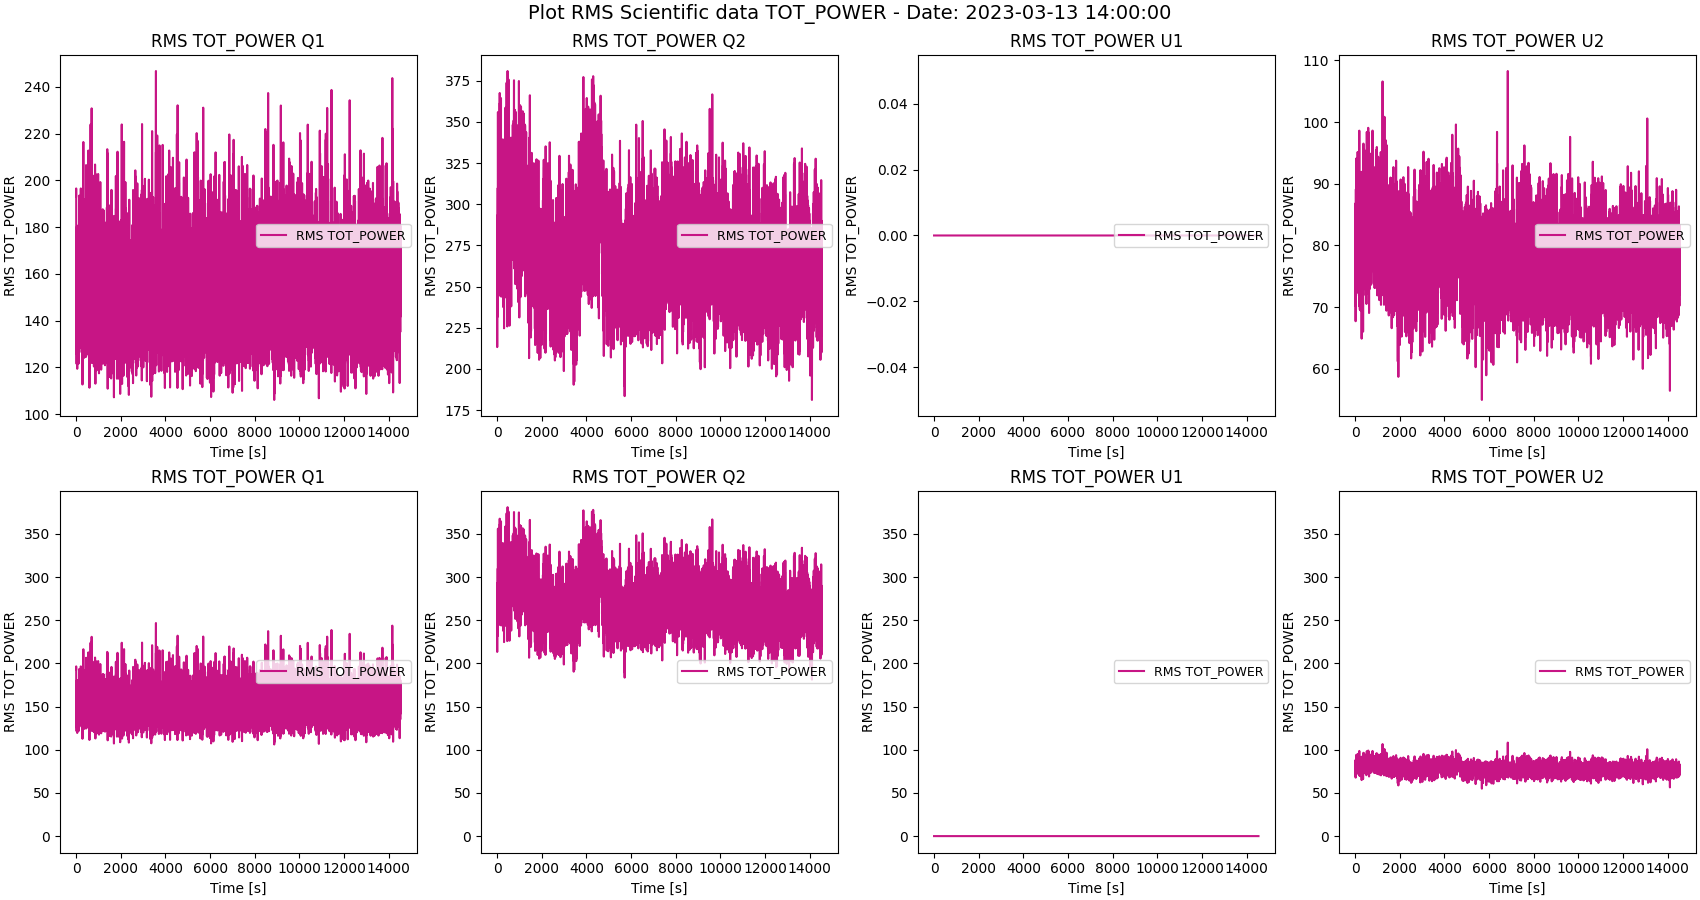 Plot RMS Scientific data TOT_POWER - Date: 2023-03-13 14:00:00
RMS TOT_POWER Q1
RMS TOT_POWER
240
220
200
180
160
140
120
100
RMS TOT_POWER
0 2000 4000 6000 8000 10000 12000 14000
Time [s]
RMS TOT_POWER Q2
RMS TOT_POWER
375
350
325
300
275
250
225
200
175
RMS TOT_POWER
0 2000 4000 6000 8000 10000 12000 14000
Time [s]
RMS TOT_POWER U1
RMS TOT_POWER
0.04
0.02
0.00
−0.02
−0.04
RMS TOT_POWER
0 2000 4000 6000 8000 10000 12000 14000
Time [s]
RMS TOT_POWER U2
RMS TOT_POWER
110
100
90
80
70
60
RMS TOT_POWER
0 2000 4000 6000 8000 10000 12000 14000
Time [s]
RMS TOT_POWER Q1
RMS TOT_POWER
350
300
250
200
150
100
50
0
RMS TOT_POWER
0 2000 4000 6000 8000 10000 12000 14000
Time [s]
RMS TOT_POWER Q2
RMS TOT_POWER
350
300
250
200
150
100
50
0
RMS TOT_POWER
0 2000 4000 6000 8000 10000 12000 14000
Time [s]
RMS TOT_POWER U1
RMS TOT_POWER
350
300
250
200
150
100
50
0
RMS TOT_POWER
0 2000 4000 6000 8000 10000 12000 14000
Time [s]
RMS TOT_POWER U2
RMS TOT_POWER
350
300
250
200
150
100
50
0
RMS TOT_POWER
0 2000 4000 6000 8000 10000 12000 14000
Time [s]